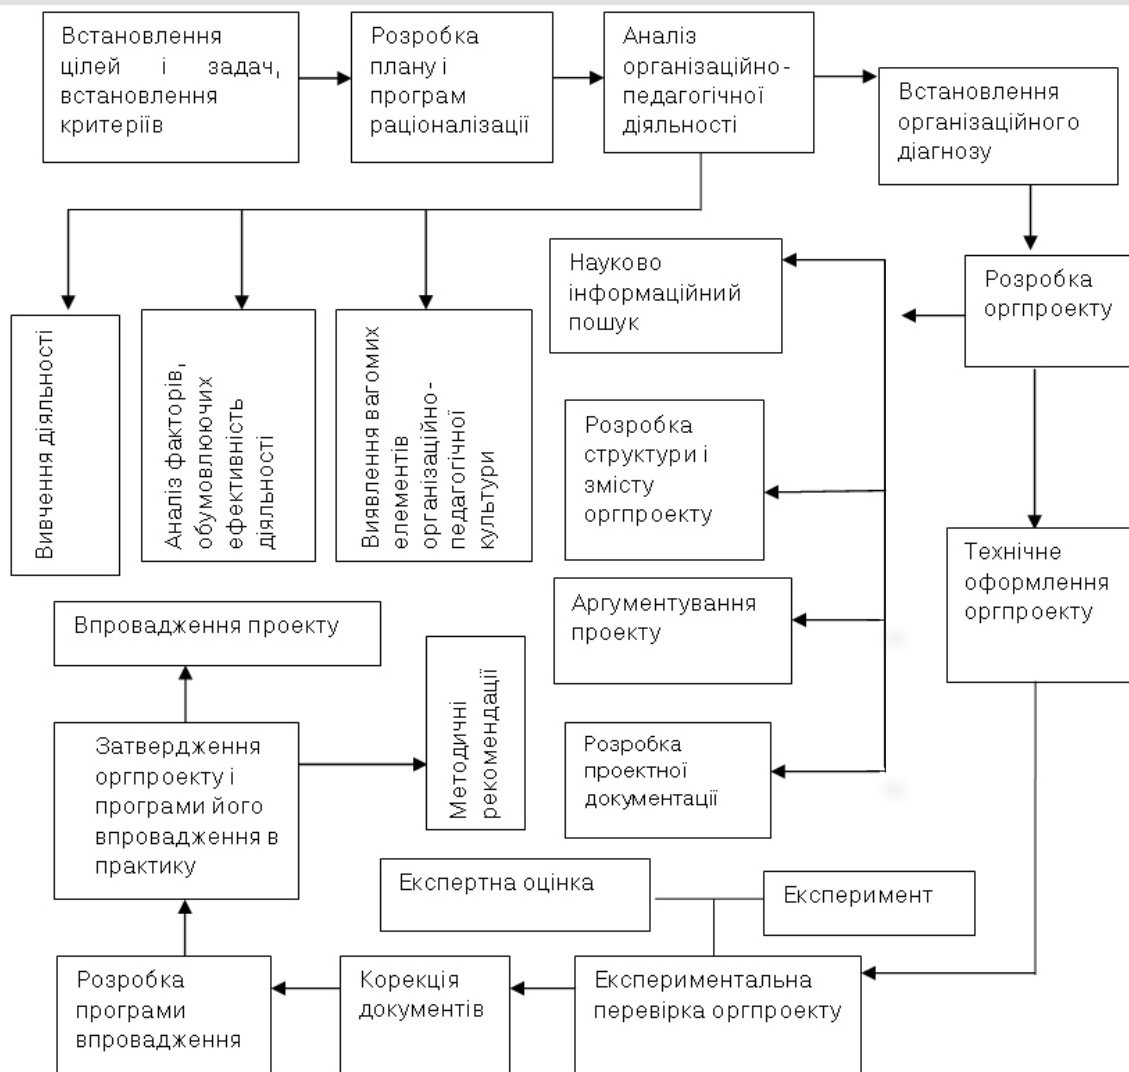 Встановлення
цілей і задач,
встановлення
критеріїв
Розробка
плану і
програм
раціоналізації
Аналіз
організаційно-
педагогічної
діяльності
Встановлення
організаційного
діагнозу
Науково
інформаційний
пошук
Розробка
оргпроекту
Вивчення діяльності
Аналіз факторів,
обумовлюючих
ефективність
діяльності
Виявлення вагомих
елементів
організаційно-
педагогічної
культури
Розробка
структури і
змісту
оргпроекту
Технічне
оформлення
оргпроекту
Аргументування
проекту
Впровадження проекту
Методичні
рекомендації
Затвердження
оргпроекту і
програми його
впровадження в
практику
Розробка
проектної
документації
Експертна оцінка
Експеримент
Розробка
програми
впровадження
Корекція
документів
Експериментальна
перевірка оргпроекту